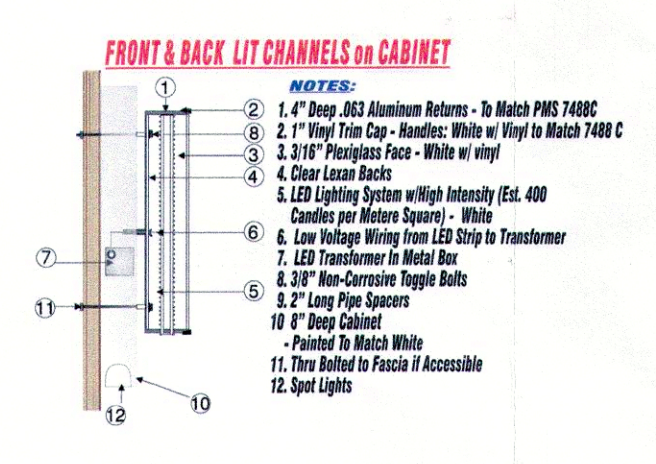 FRONT & BACK LIT CHANNELS on CABINET
NOTES:
1. 4" Deep .063 Aluminum Returns - To Match PMS 7488C
2. 1" Vinyl Trim Cap - Handles: White w/ Vinyl to Match 7488 C
3. 3/16" Plexiglass Face - White w/ vinyl
4. Clear Lexan Backs
5. LED Lighting System w/High Intensity (Est. 400
Candles per Metere Square) - White
6. Low Voltage Wiring from LED Strip to Transformer
7. LED Transformer In Metal Box
8. 3/8" Non-Corrosive Toggle Bolts
9. 2" Long Pipe Spacers
10 8" Deep Cabinet
- Painted To Match White
11. Thru Bolted to Fascia if Accessible
12. Spot Lights
1
2
8
3
4
6
7
5
11
10
12